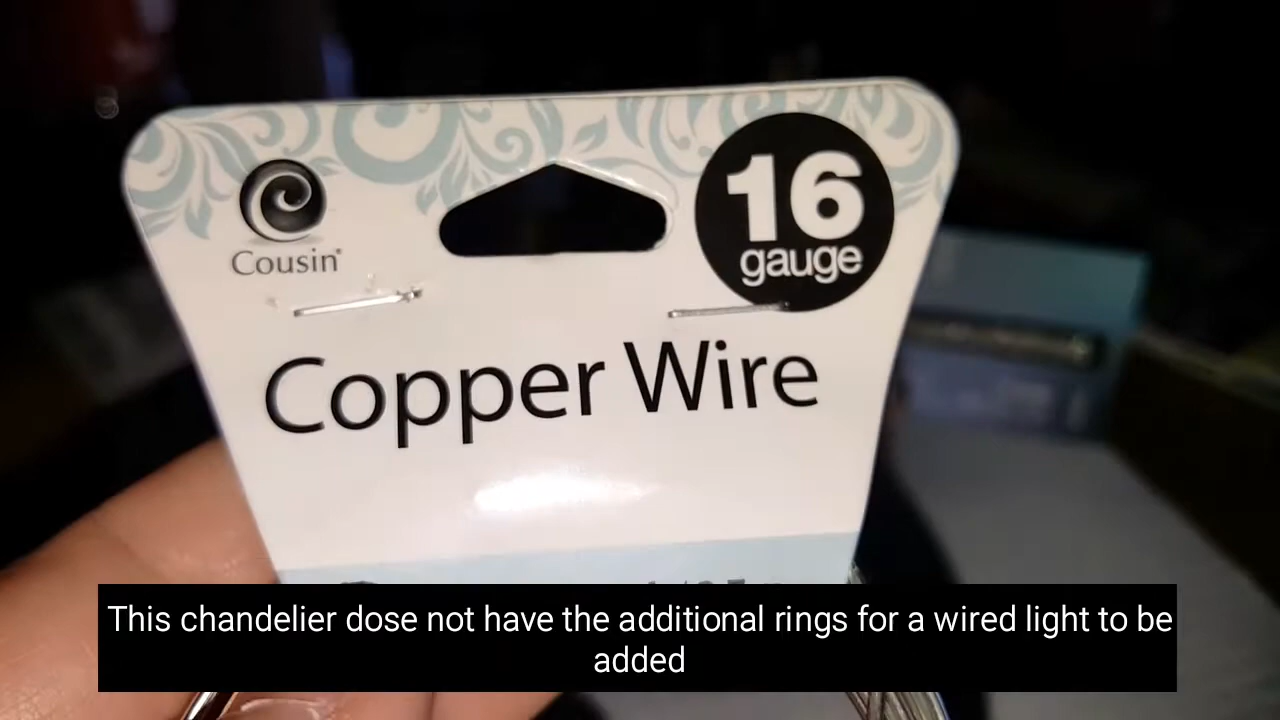 16
gauge
Cousin
Copper Wire
This chandelier dose not have the additional rings for a wired light to be
added